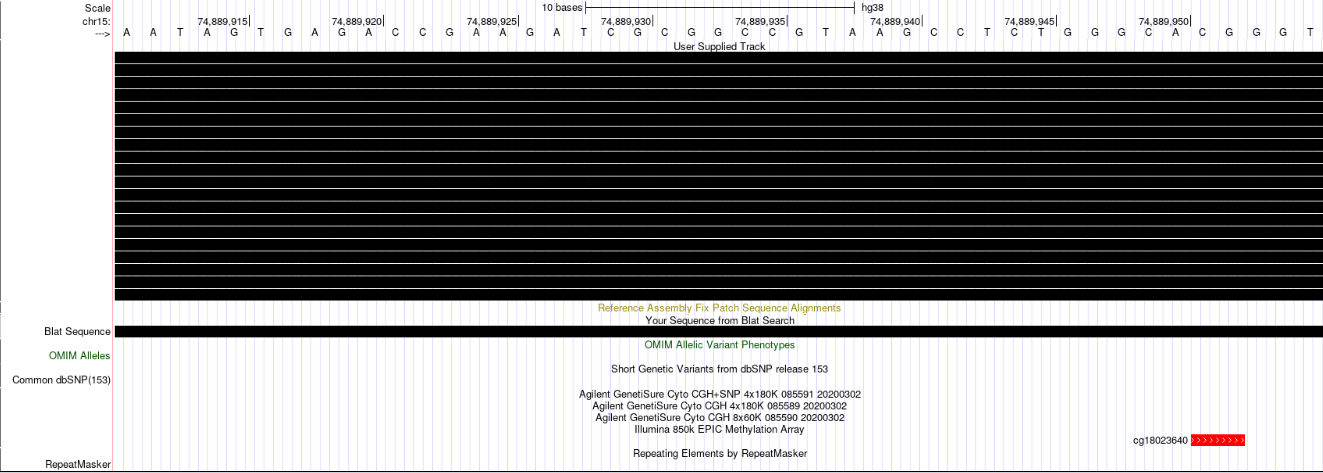 Scale 10 bases hg38
chr15: 74,889,915 74,889,920 74,889,925 74,889,930 74,889,935 74,889,940 74,889,945 74,889,950
---> A A T A G T G A G A C C G A A G A T C G C G G C C G T A A G C C T C T G G G C A C G G G T
User Supplied Track
Reference Assembly Fix Patch Sequence Alignments
Your Sequence from Blat Search
Blat Sequence
OMIM Allelic Variant Phenotypes
OMIM Alleles
Short Genetic Variants from dbSNP release 153
Common dbSNP(153)
Agilent GenetiSure Cyto CGH+SNP 4x180K 085591 20200302
Agilent GenetiSure Cyto CGH 4x180K 085589 20200302
Agilent GenetiSure Cyto CGH 8x60K 085590 20200302
Illumina 850k EPIC Methylation Array
cg18023640
Repeating Elements by RepeatMasker
RepeatMasker